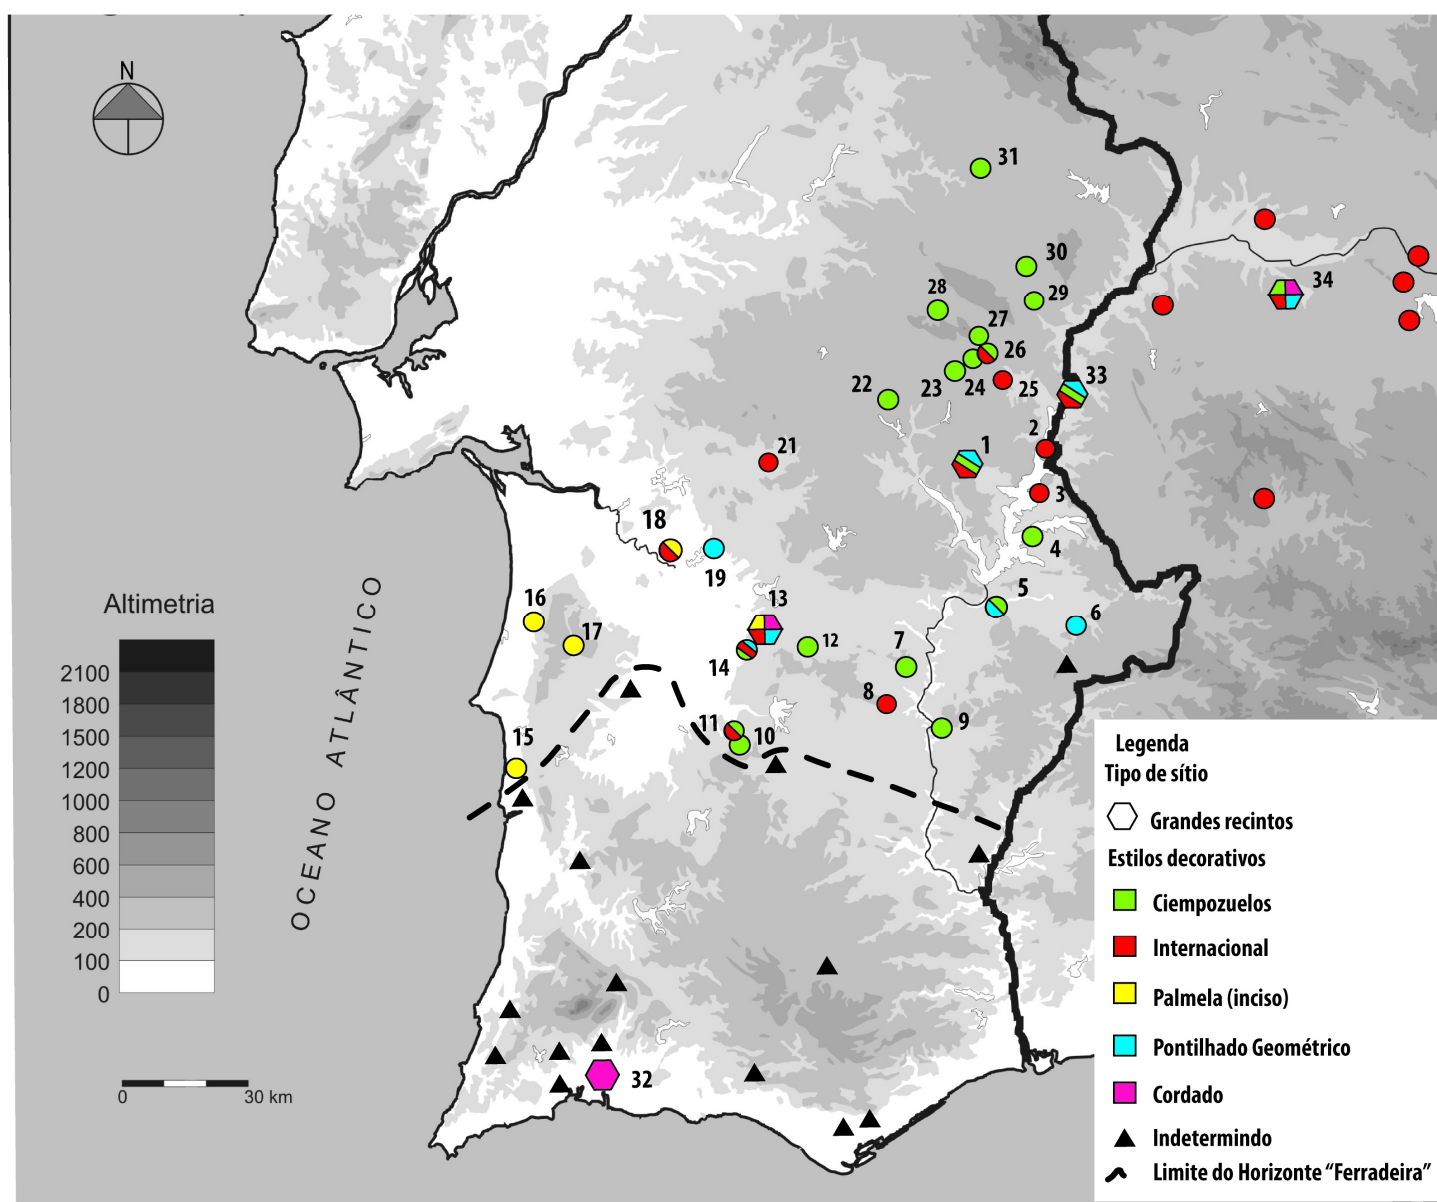 N
31
30
29
28
27
26
34
23
24
25
33
22
2
21
1
3
18
4
19
5
16
13
6
17
12
7
14
8
11
9
10
15
32
Altimetria
2100
1800
1500
1200
1000
800
600
400
200
100
0
OCEANO ATLÂNTICO
0 30 km
Legenda
Tipo de sítio
Grandes recintos
Estilos decorativos
Ciempozuelos
Internacional
Palmela (inciso)
Pontilhado Geométrico
Cordado
Indetermindo
Limite do Horizonte “Ferradeira”